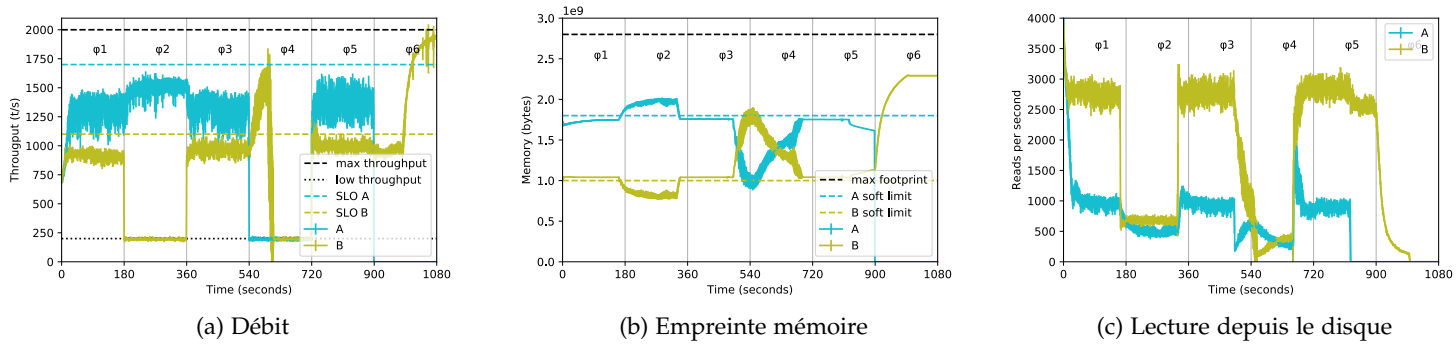 2000
1750
1500
1250
1000
750
500
250
0
Throughput (t/s)
φ1 φ2 φ3 φ4 φ5 φ6
max throughput
low throughput
SLO A
SLO B
A
B
0 180 360 540 720 900 1080
Time (seconds)
(a) Débit
1e9
3.0
2.5
2.0
1.5
1.0
0.5
0.0
Memory (bytes)
φ1 φ2 φ3 φ4 φ5 φ6
max footprint
A soft limit
B soft limit
A
B
0 180 360 540 720 900 1080
Time (seconds)
(b) Empreinte mémoire
4000
3500
3000
2500
2000
1500
1000
500
0
Reads per second
φ1 φ2 φ3 φ4 φ5 φ6
A
B
0 180 360 540 720 900 1080
Time (seconds)
(c) Lecture depuis le disque